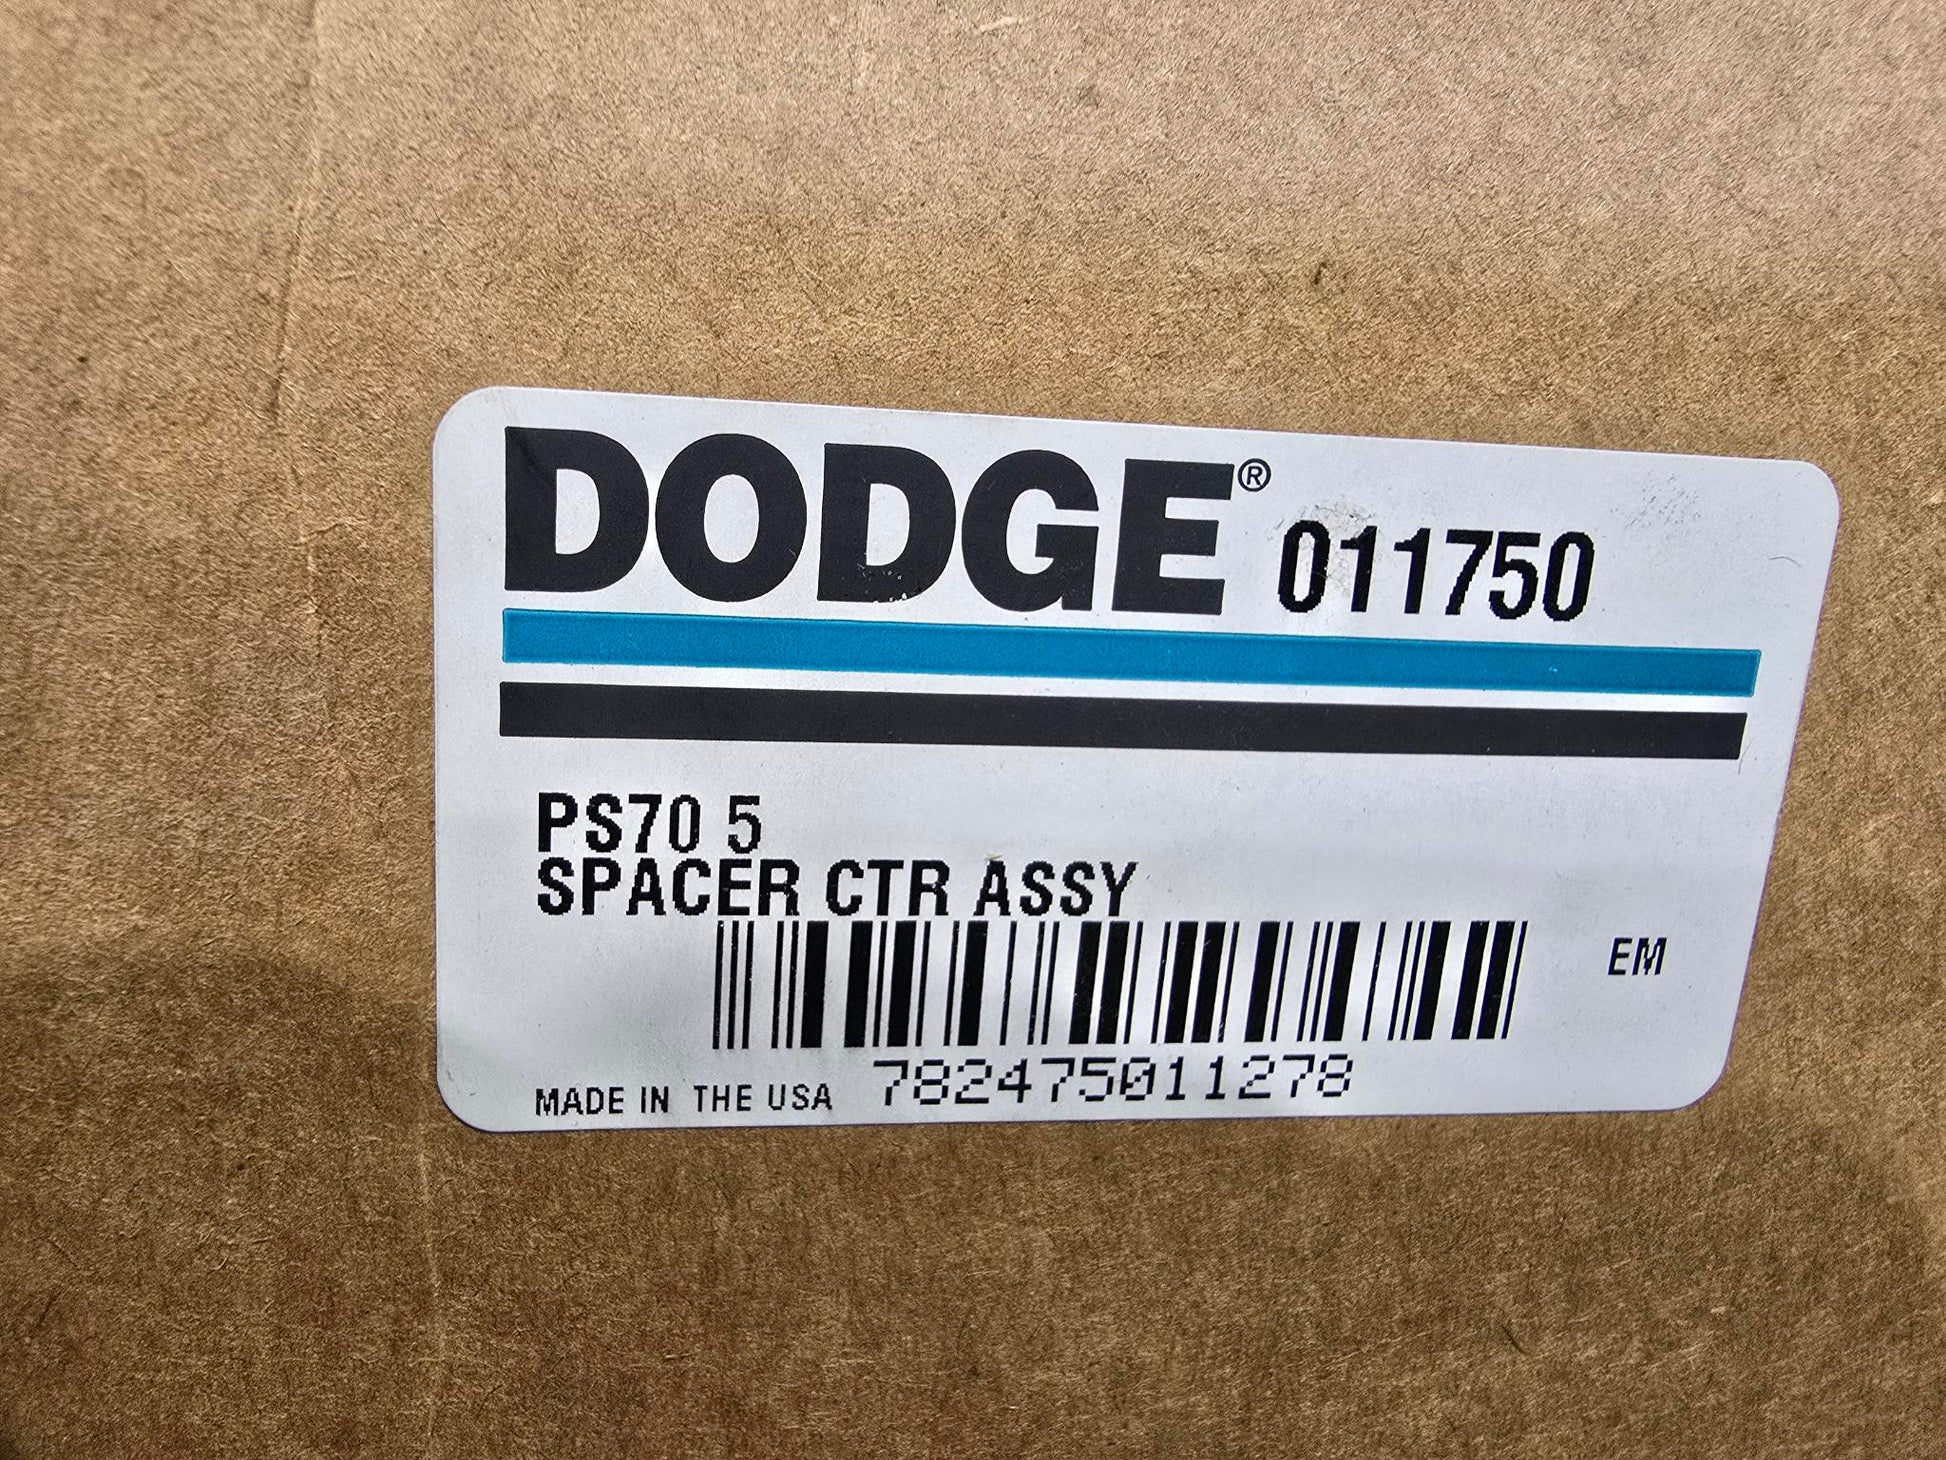 DODGE® 011750
PS70 5
SPACER CTR ASSY
EM
782475011278
MADE IN THE USA